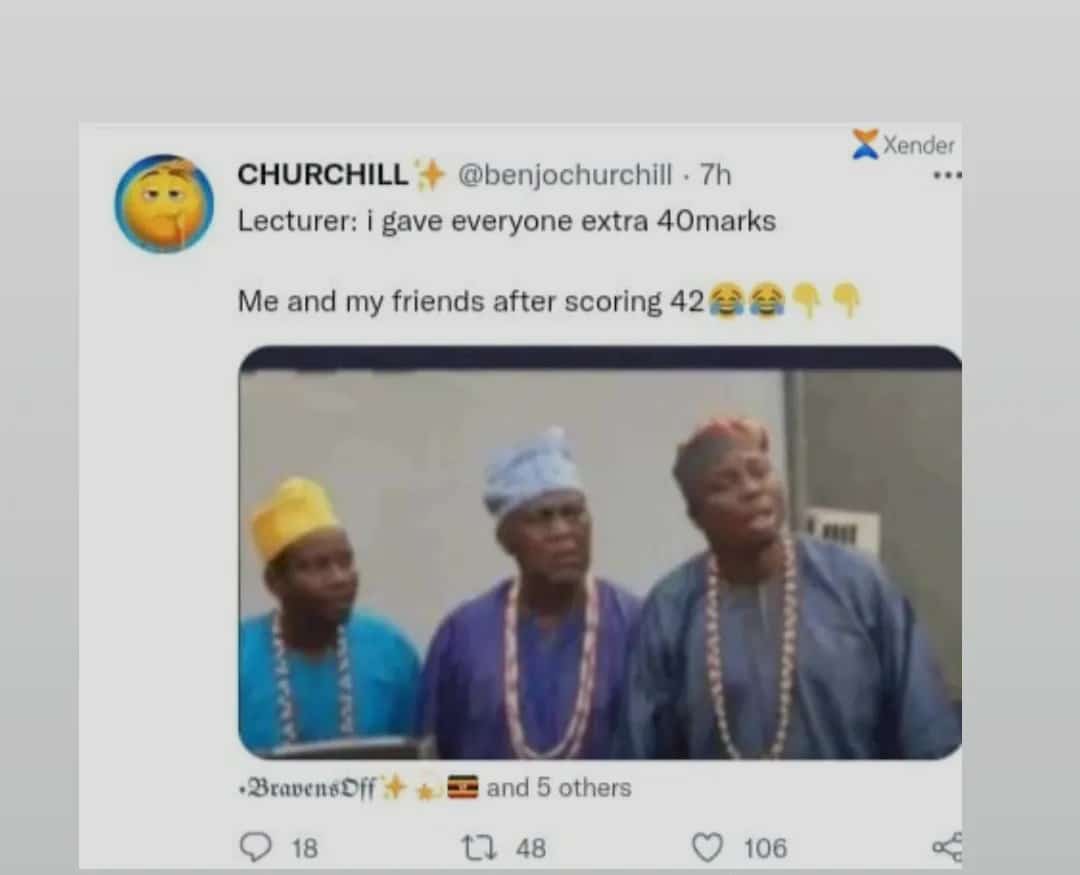 Xender
CHURCHILL✨ @benjochurchill · 7h
Lecturer: i gave everyone extra 40marks
Me and my friends after scoring 42😂😂👇👇
•𝕭𝖗𝖆𝖛𝖊𝖓𝖘𝕺𝖋𝖋✨💫🇺🇬 and 5 others
18 48 106